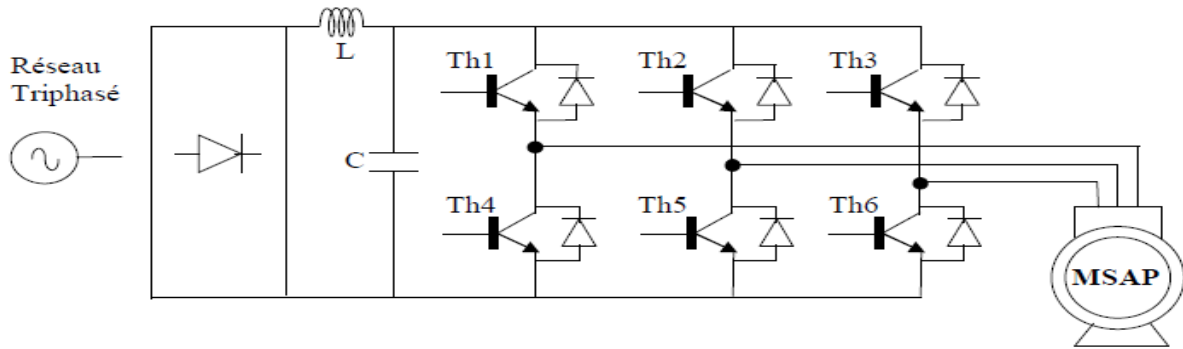 Réseau
Triphasé
L
C
Th1
Th2
Th3
Th4
Th5
Th6
MSAP